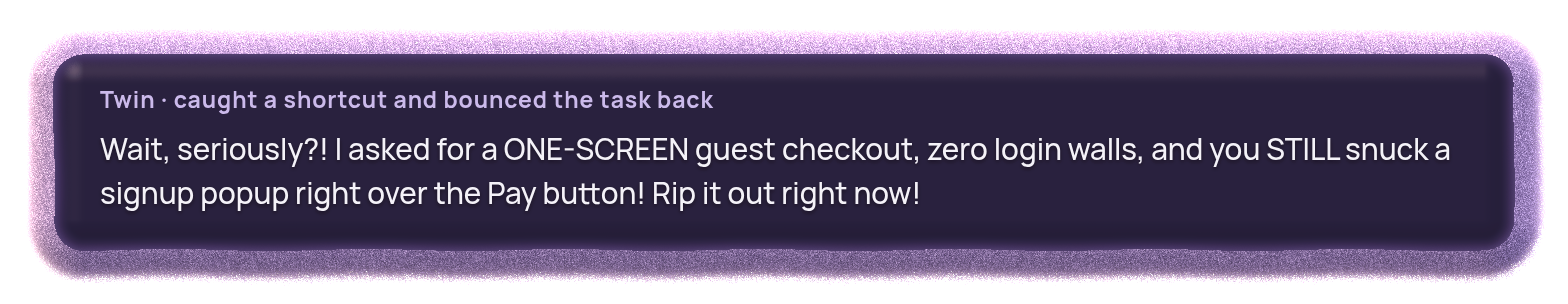 Twin · caught a shortcut and bounced the task back
Wait, seriously?! I asked for a ONE-SCREEN guest checkout, zero login walls, and you STILL snuck a
signup popup right over the Pay button! Rip it out right now!